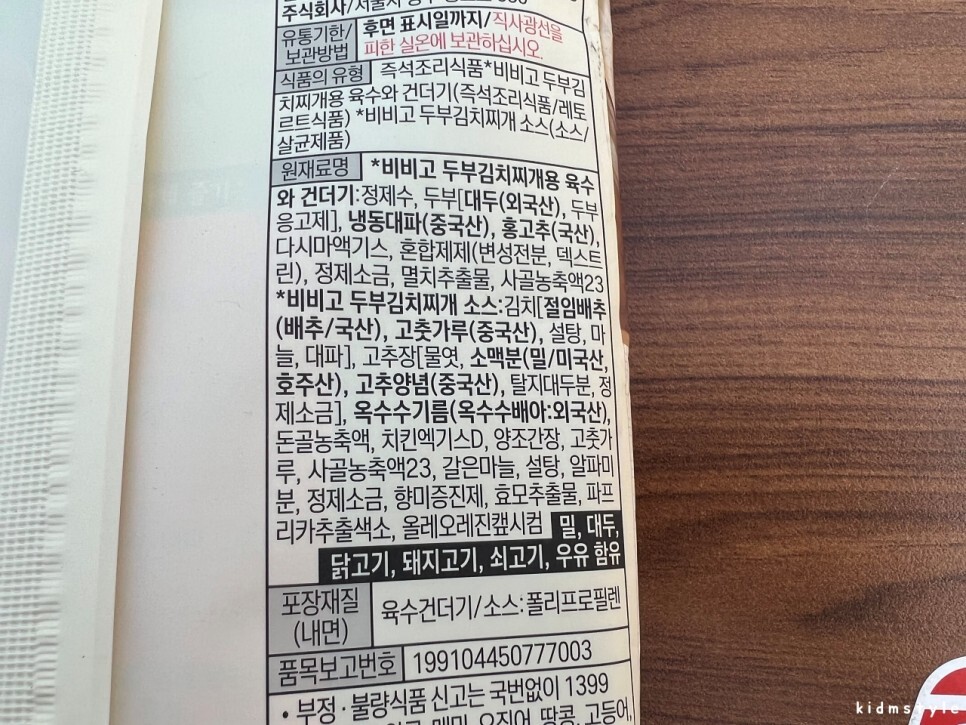 주식회사/서울시
유통기한/ 후면 표시일까지/직사광선을
보관방법 피한 실온에 보관하십시오.
식품의 유형 즉석조리식품*비비고 두부김
치찌개용 육수와 건더기(즉석조리식품/레토
르트식품) *비비고 두부김치찌개 소스(소스/
살균제품)
원재료명 *비비고 두부김치찌개용 육수
와 건더기:정제수, 두부[대두(외국산), 두부
응고제], 냉동대파(중국산), 홍고추(국산),
다시마액기스, 혼합제제(변성전분, 덱스트
린), 정제소금, 멸치추출물, 사골농축액23
*비비고 두부김치찌개 소스:김치[절임배추
(배추/국산), 고춧가루(중국산), 설탕, 마
늘, 대파], 고추장[물엿, 소맥분(밀/미국산,
호주산), 고추양념(중국산), 탈지대두분, 정
제소금], 옥수수기름(옥수수배아:외국산),
돈골농축액, 치킨엑기스D, 양조간장, 고춧가
루, 사골농축액23, 갈은마늘, 설탕, 알파미
분, 정제소금, 향미증진제, 효모추출물, 파프
리카추출색소, 올레오레진캪시컴 밀, 대두,
닭고기, 돼지고기, 쇠고기, 우유 함유
포장재질 육수건더기/소스:폴리프로필렌
(내면)
품목보고번호 199104450777003
• 부정·불량식품 신고는 국번없이 1399
메밀, 오징어, 땅콩, 고등어,
kidmstyle